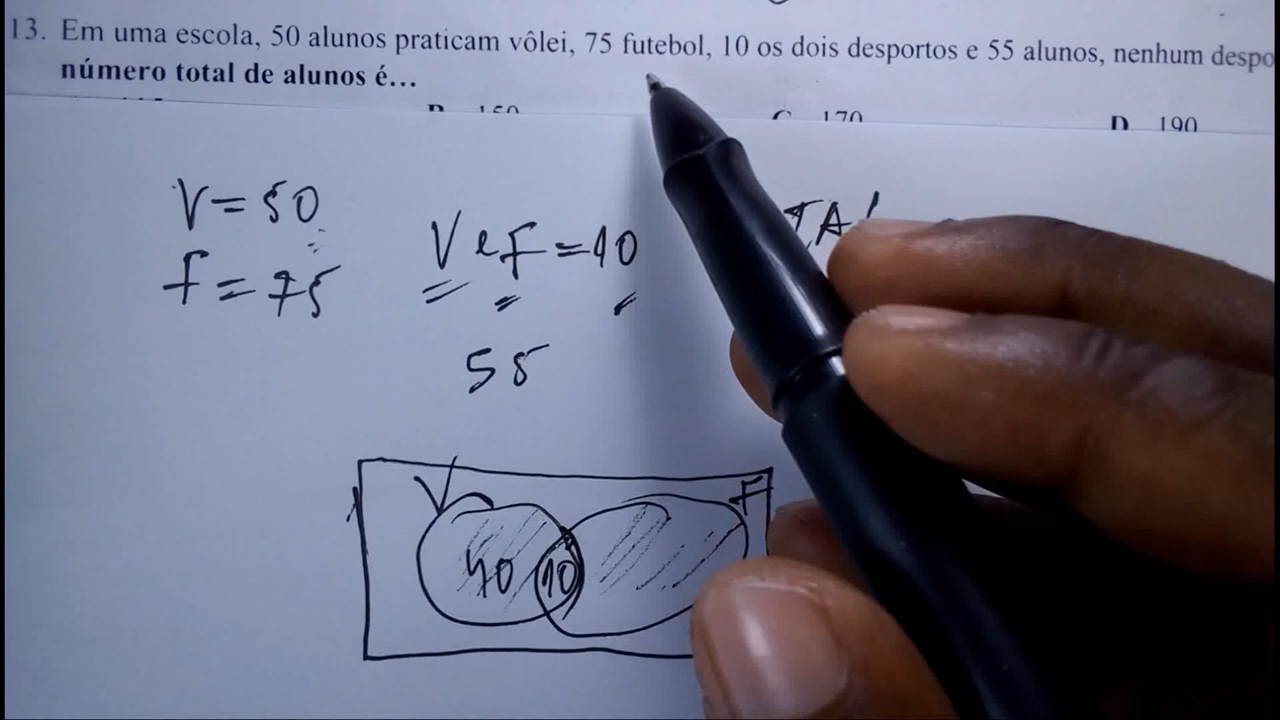 13. Em uma escola, 50 alunos praticam vôlei, 75 futebol, 10 os dois desportos e 55 alunos, nenhum despo
número total de alunos é...
B 150 C 170 D 190
V = 50
F = 75
V e F = 10
55
V F
40 10